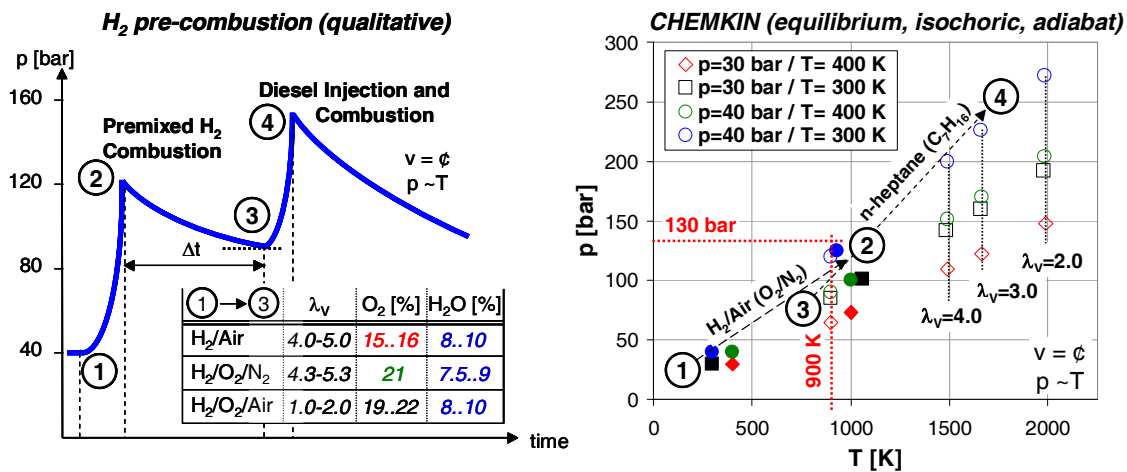 H2 pre-combustion (qualitative)
p [bar]
160
120
80
40
Premixed H2
Combustion
Diesel Injection and
Combustion
v = ¢
p ~T
1
2
3
4
Δt
1 → 3 λV O2 [%] H2O [%]
H2/Air 4.0-5.0 15..16 8..10
H2/O2/N2 4.3-5.3 21 7.5..9
H2/O2/Air 1.0-2.0 19..22 8..10
time
CHEMKIN (equilibrium, isochoric, adiabat)
p [bar]
300
250
200
150
100
50
0
p=30 bar / T= 400 K
p=30 bar / T= 300 K
p=40 bar / T= 400 K
p=40 bar / T= 300 K
4
n-heptane (C7H16)
130 bar
2
H2/Air (O2/N2)
3
1
900 K
λV=2.0
λV=3.0
λV=4.0
v = ¢
p ~T
0 500 1000 1500 2000
T [K]